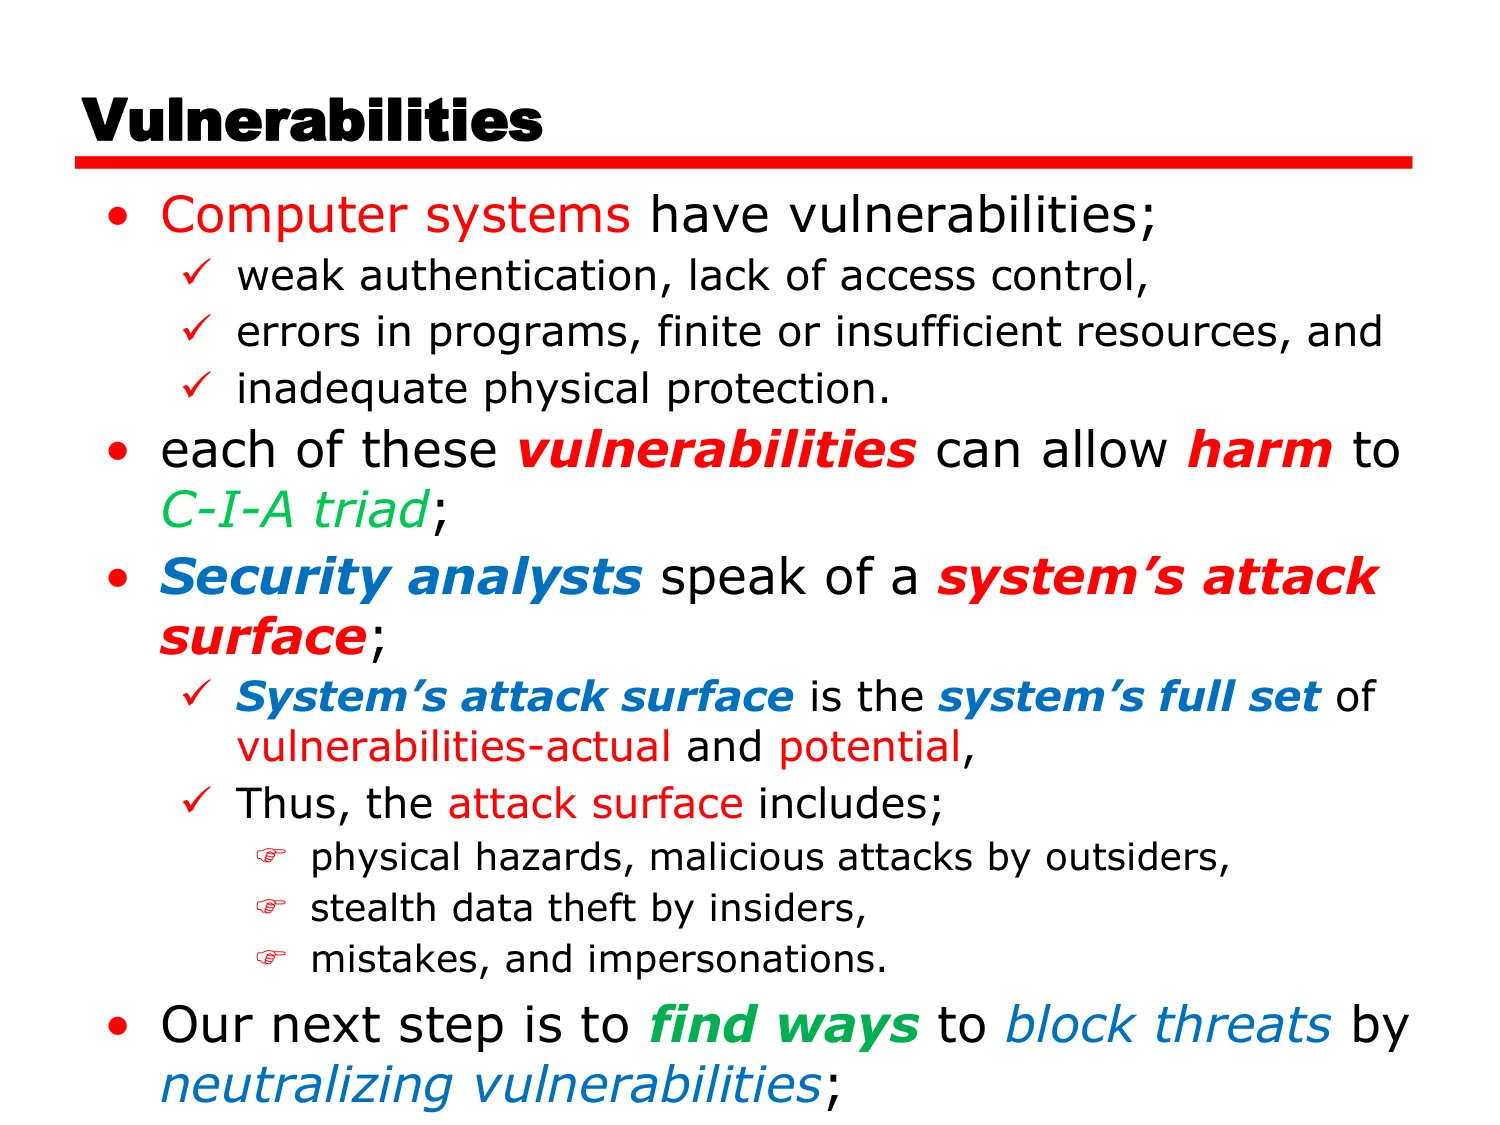 Vulnerabilities
• Computer systems have vulnerabilities;
✓ weak authentication, lack of access control,
✓ errors in programs, finite or insufficient resources, and
✓ inadequate physical protection.
• each of these vulnerabilities can allow harm to
C-I-A triad;
• Security analysts speak of a system’s attack
surface;
✓ System’s attack surface is the system’s full set of
vulnerabilities-actual and potential,
✓ Thus, the attack surface includes;
☞ physical hazards, malicious attacks by outsiders,
☞ stealth data theft by insiders,
☞ mistakes, and impersonations.
• Our next step is to find ways to block threats by
neutralizing vulnerabilities;